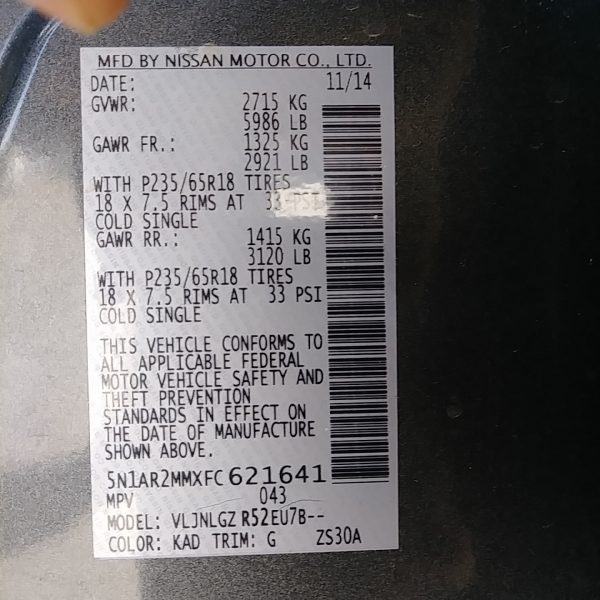 MFD BY NISSAN MOTOR CO., LTD.
DATE: 11/14
GVWR: 2715 KG
5986 LB
GAWR FR.: 1325 KG
2921 LB
WITH P235/65R18 TIRES
18 X 7.5 RIMS AT 33 PSI
COLD SINGLE
GAWR RR.: 1415 KG
3120 LB
WITH P235/65R18 TIRES
18 X 7.5 RIMS AT 33 PSI
COLD SINGLE
THIS VEHICLE CONFORMS TO
ALL APPLICABLE FEDERAL
MOTOR VEHICLE SAFETY AND
THEFT PREVENTION
STANDARDS IN EFFECT ON
THE DATE OF MANUFACTURE
SHOWN ABOVE.
5N1AR2MMXFC621641
MPV 043
MODEL: VLJNLGZ R52EU7B--
COLOR: KAD TRIM: G ZS30A